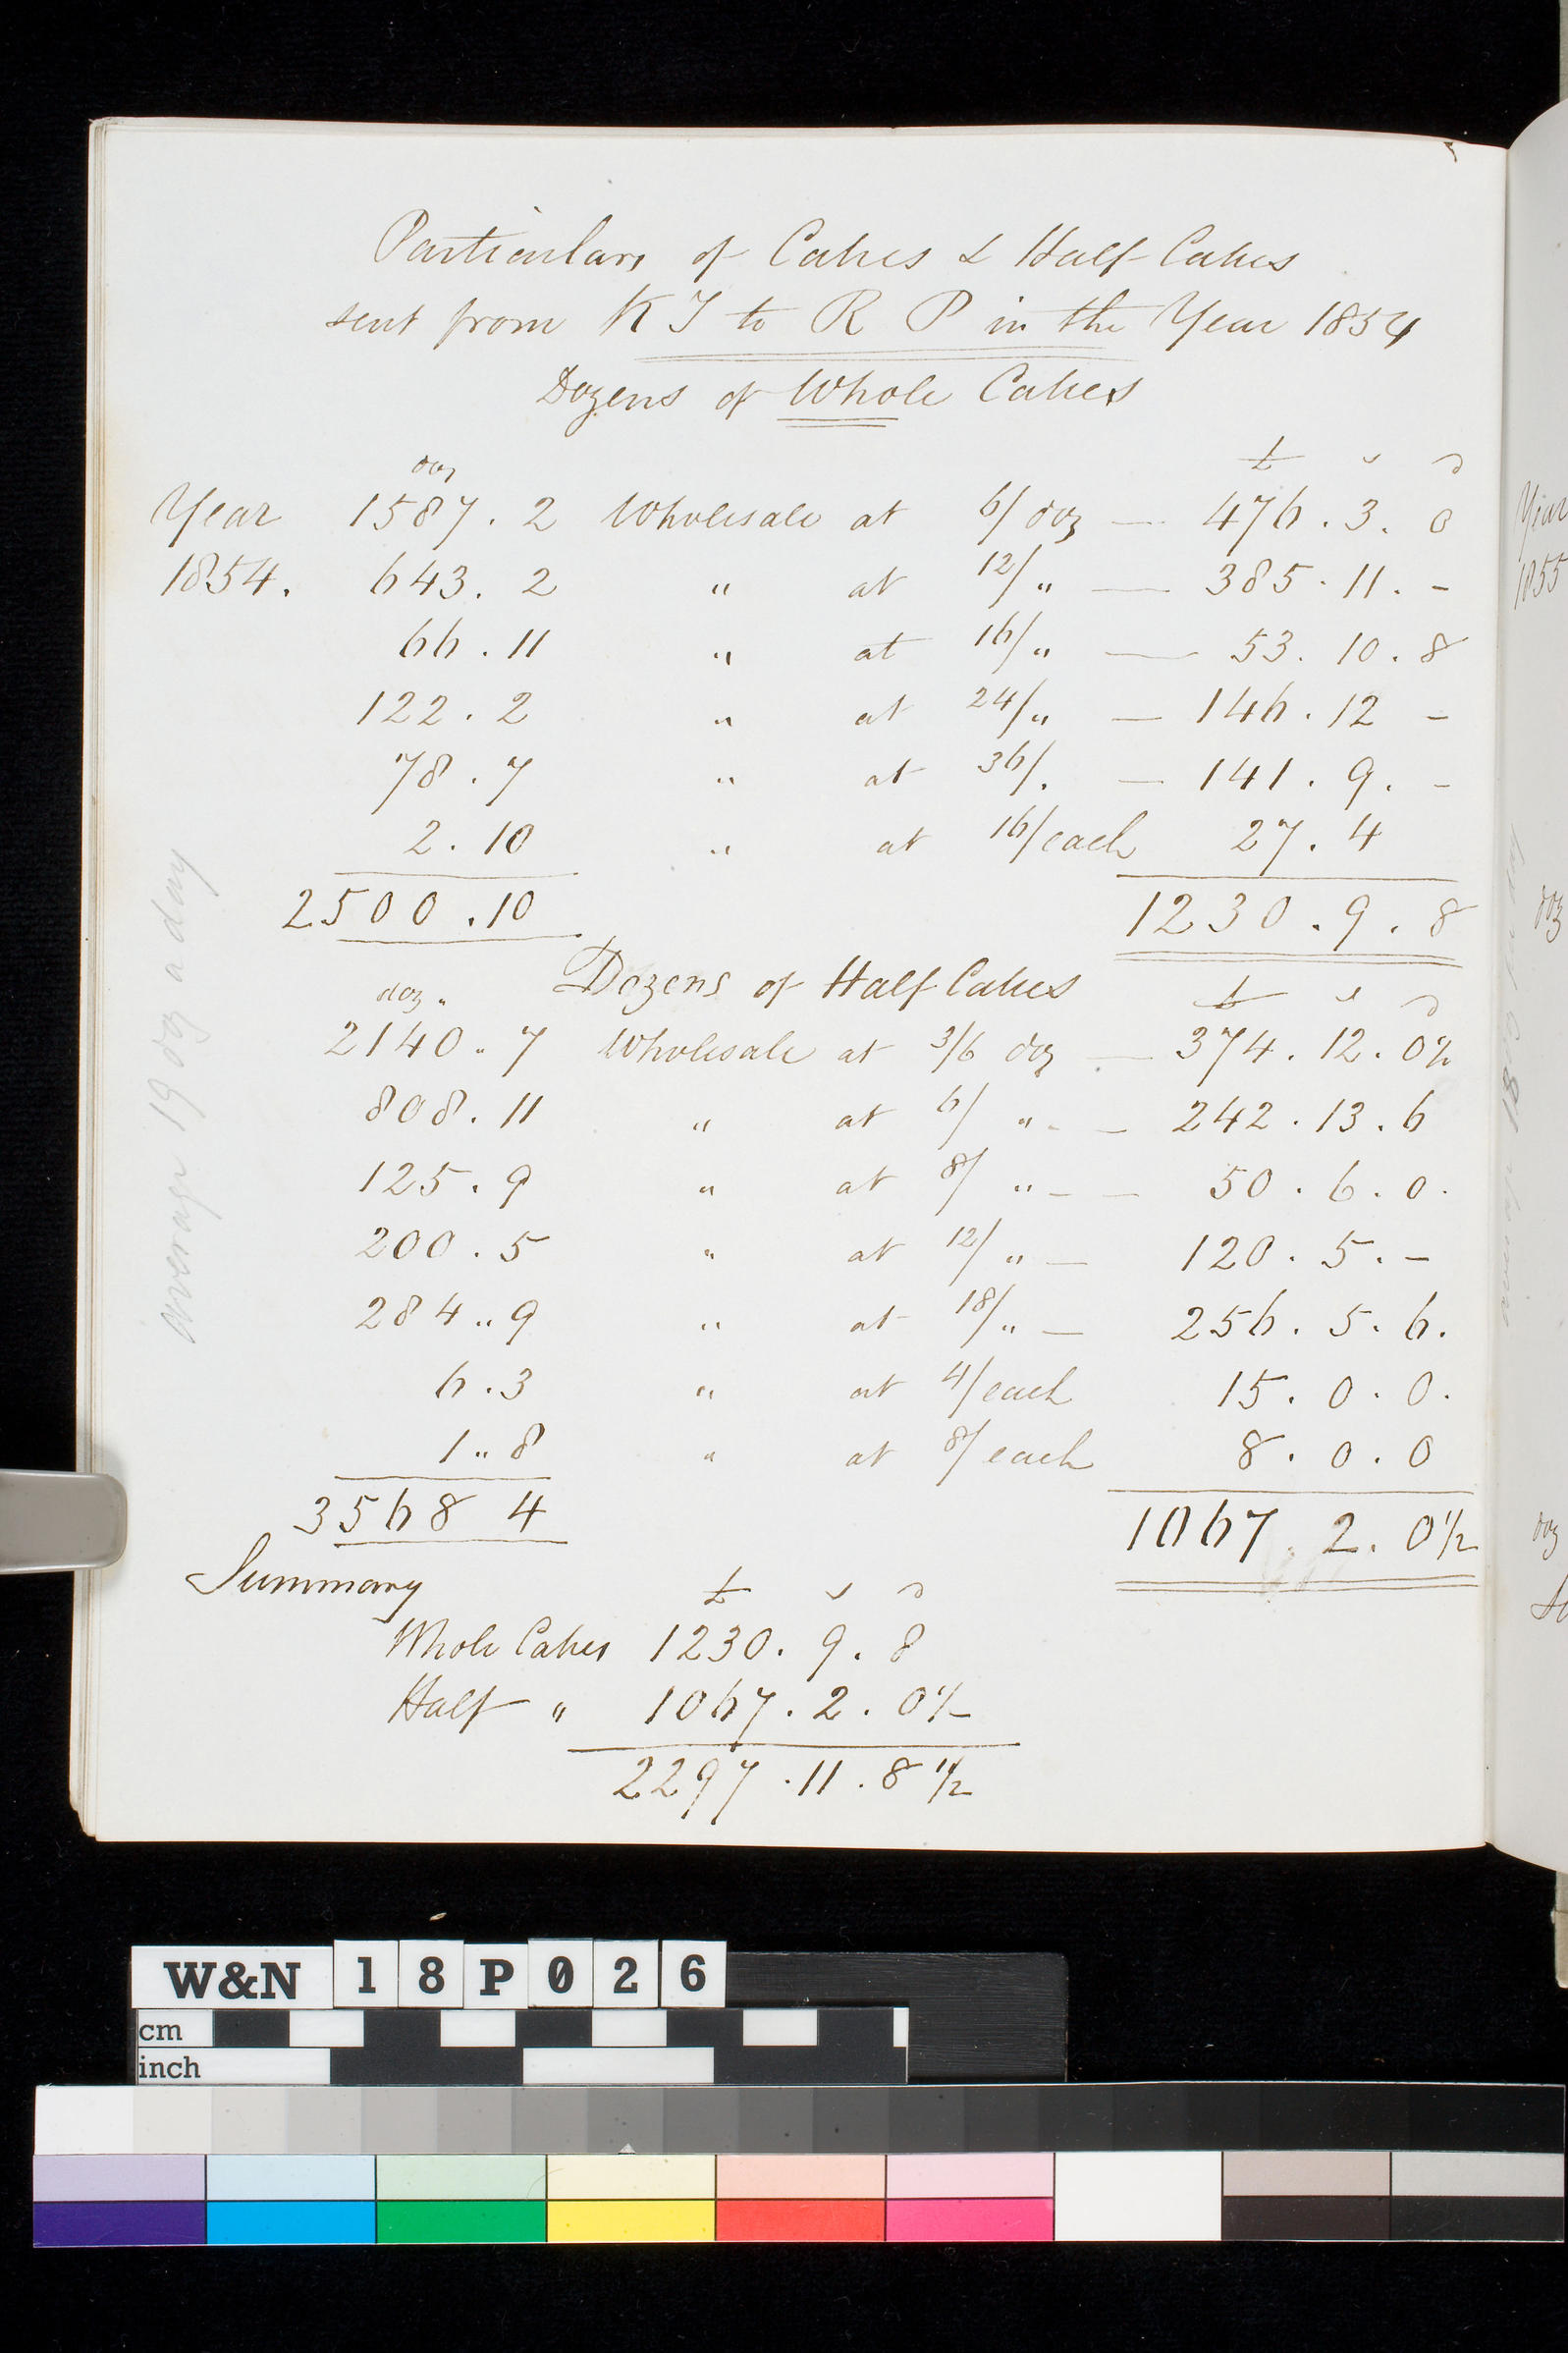 Particulars of Cakes & Half Cakes
sent from K T to R P in the Year 1854
Dozens of Whole Cakes
doz £ s d
Year 1587 . 2 Wholesale at 6/ doz — 476 . 3 . 0
1854. 643 . 2 " at 12/ " — 385 . 11 . -
66 . 11 " at 16/ " — 53 . 10 . 8
122 . 2 " at 24/ " — 146 . 12 -
78 . 7 " at 36/. — 141 . 9 . -
2 . 10 " at 16/each 27 . 4
2500 . 10 1230 . 9 . 8
doz " Dozens of Half Cakes £ s d
2140 .. 7 Wholesale at 3/6 doz — 374 . 12 . 0½
808 . 11 " at 6/ " - — 242 . 13 . 6
125 . 9 " at 8/ " - — 50 . 6 . 0 .
200 . 5 " at 12/ " — 120 . 5 . -
284 .. 9 " at 18/ " — 256 . 5 . 6 .
6 . 3 " at 4/each 15 . 0 . 0 .
1 .. 8 " at 8/each 8 . 0 . 0
3568 4 1067 . 2 . 0½
Summary £ s d
Whole Cakes 1230 . 9 . 8
Half " 1067 . 2 . 0½
2297 . 11 . 8½
average 19 doz a day
Year
1855
doz
doz
W&N 18P026
cm
inch